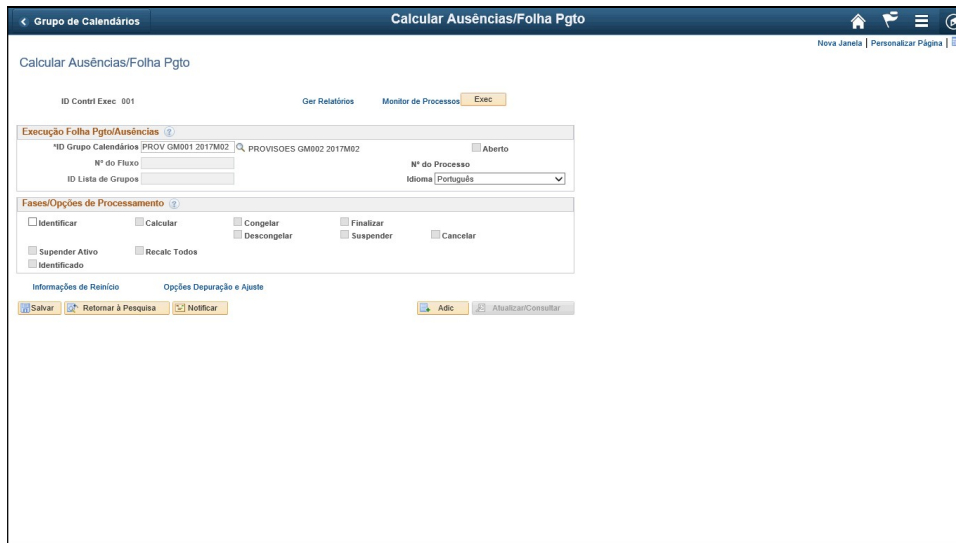 Grupo de Calendários
Calcular Ausências/Folha Pgto
Nova Janela | Personalizar Página |
Calcular Ausências/Folha Pgto
ID Contrl Exec 001 Ger Relatórios Monitor de Processos Exec
Execução Folha Pgto/Ausências
*ID Grupo Calendários PROV GM001 2017M02 PROVISOES GM002 2017M02 Aberto
Nº do Fluxo Nº do Processo
ID Lista de Grupos Idioma Português
Fases/Opções de Processamento
Identificar Calcular Congelar Finalizar
Descongelar Suspender Cancelar
Supender Ativo Recalc Todos
Identificado
Informações de Reinício Opções Depuração e Ajuste
Salvar Retornar à Pesquisa Notificar Adic Atualizar/Consultar